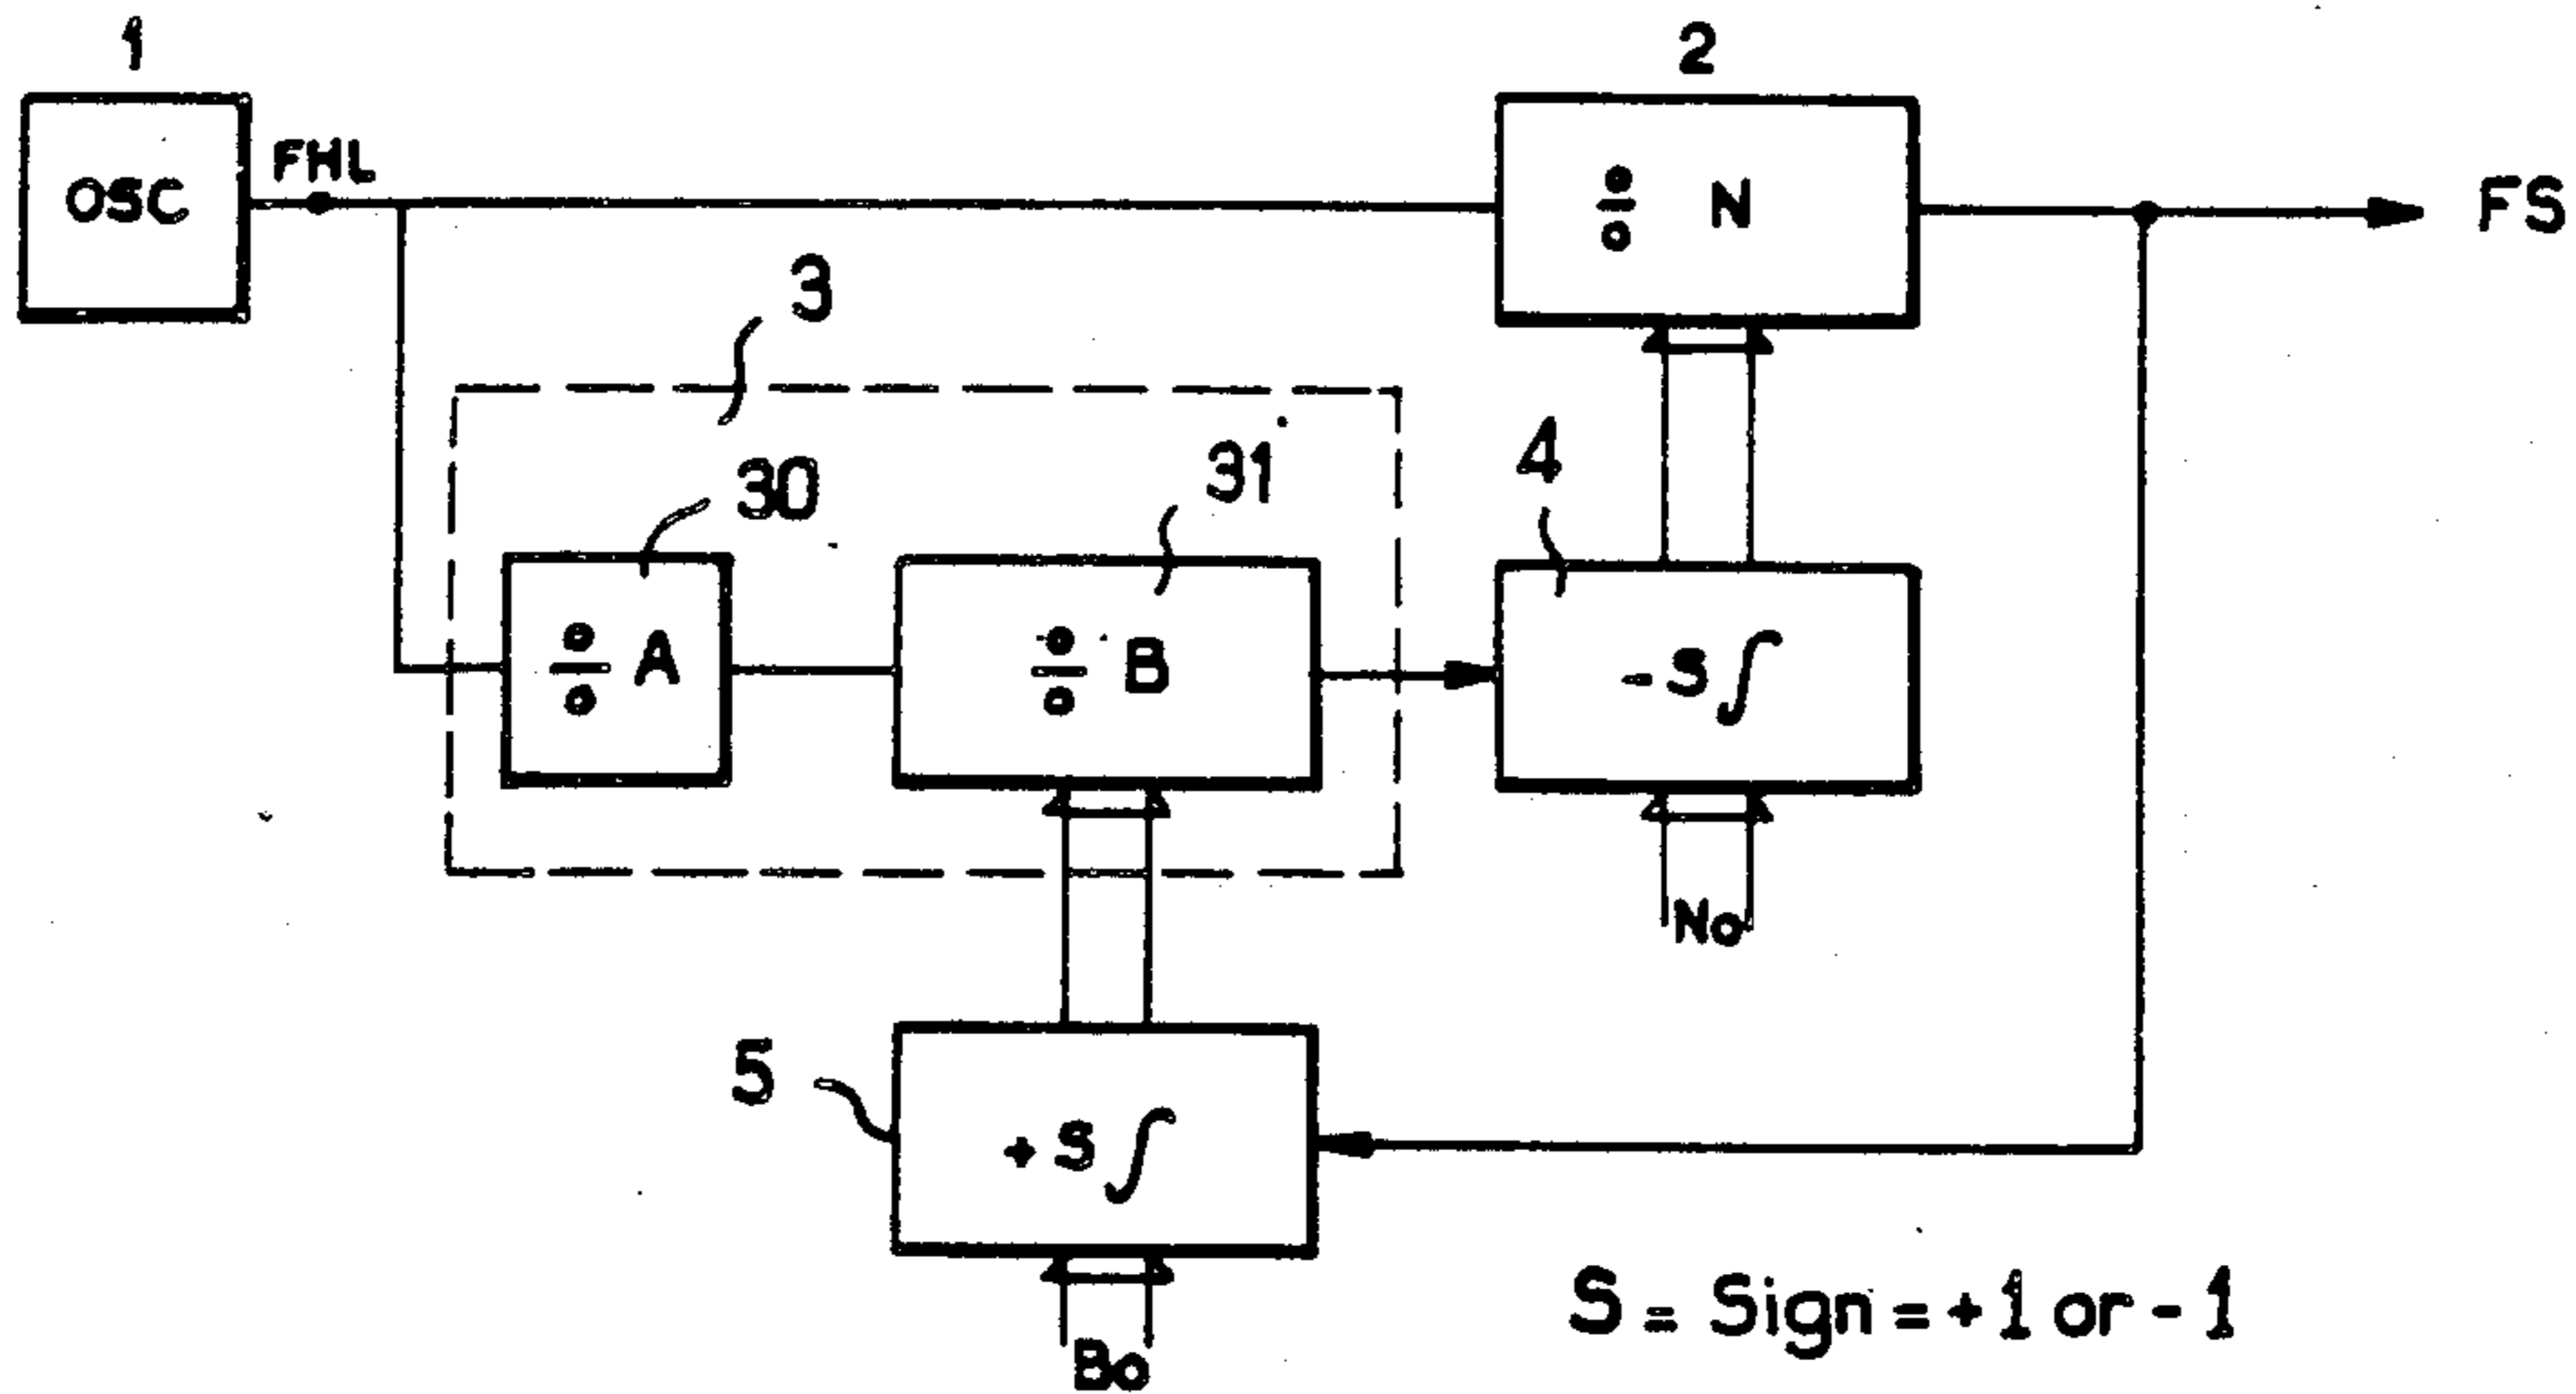 1
2
OSC
FHL
÷ N
FS
3
30
31
4
÷ A
÷ B
- S∫
No
5
+ S∫
Bo
S = Sign = +1 or - 1